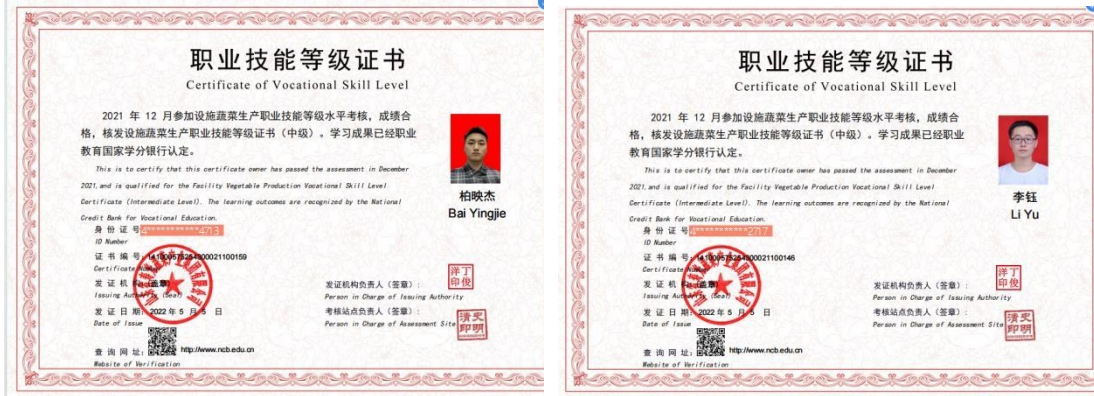 职业技能等级证书
Certificate of Vocational Skill Level
2021 年 12 月参加设施蔬菜生产职业技能等级水平考核,成绩合
格,核发设施蔬菜生产职业技能等级证书(中级)。学习成果已经职业
教育国家学分银行认定。
This is to certify that this certificate owner has passed the assessment in December
2021, and is qualified for the Facility Vegetable Production Vocational Skill Level
Certificate (Intermediate Level). The learning outcomes are recognized by the National
Credit Bank for Vocational Education.
柏映杰
Bai Yingjie
身 份 证 号 4**********4713
ID Number
证 书 编 号:
Certificate
发 证 机 构(盖章)
Issuing Authority (Seal)
发证机构负责人(签章):
Person in Charge of Issuing Authority
丁俊洋印
发 证 日 期: 2022 年 5 月 5 日
Date of Issue
考核站点负责人(签章):
Person in Charge of Assessment Site
史明清印
查 询 网 址: http://www.ncb.edu.cn
Website of Verification
职业技能等级证书
Certificate of Vocational Skill Level
2021 年 12 月参加设施蔬菜生产职业技能等级水平考核,成绩合
格,核发设施蔬菜生产职业技能等级证书(中级)。学习成果已经职业
教育国家学分银行认定。
This is to certify that this certificate owner has passed the assessment in December
2021, and is qualified for the Facility Vegetable Production Vocational Skill Level
Certificate (Intermediate Level). The learning outcomes are recognized by the National
Credit Bank for Vocational Education.
李钰
Li Yu
身 份 证 号 4**********2717
ID Number
证 书 编 号:
Certificate
发 证 机 构(盖章)
Issuing Authority (Seal)
发证机构负责人(签章):
Person in Charge of Issuing Authority
丁俊洋印
发 证 日 期: 2022 年 5 月 5 日
Date of Issue
考核站点负责人(签章):
Person in Charge of Assessment Site
史明清印
查 询 网 址: http://www.ncb.edu.cn
Website of Verification